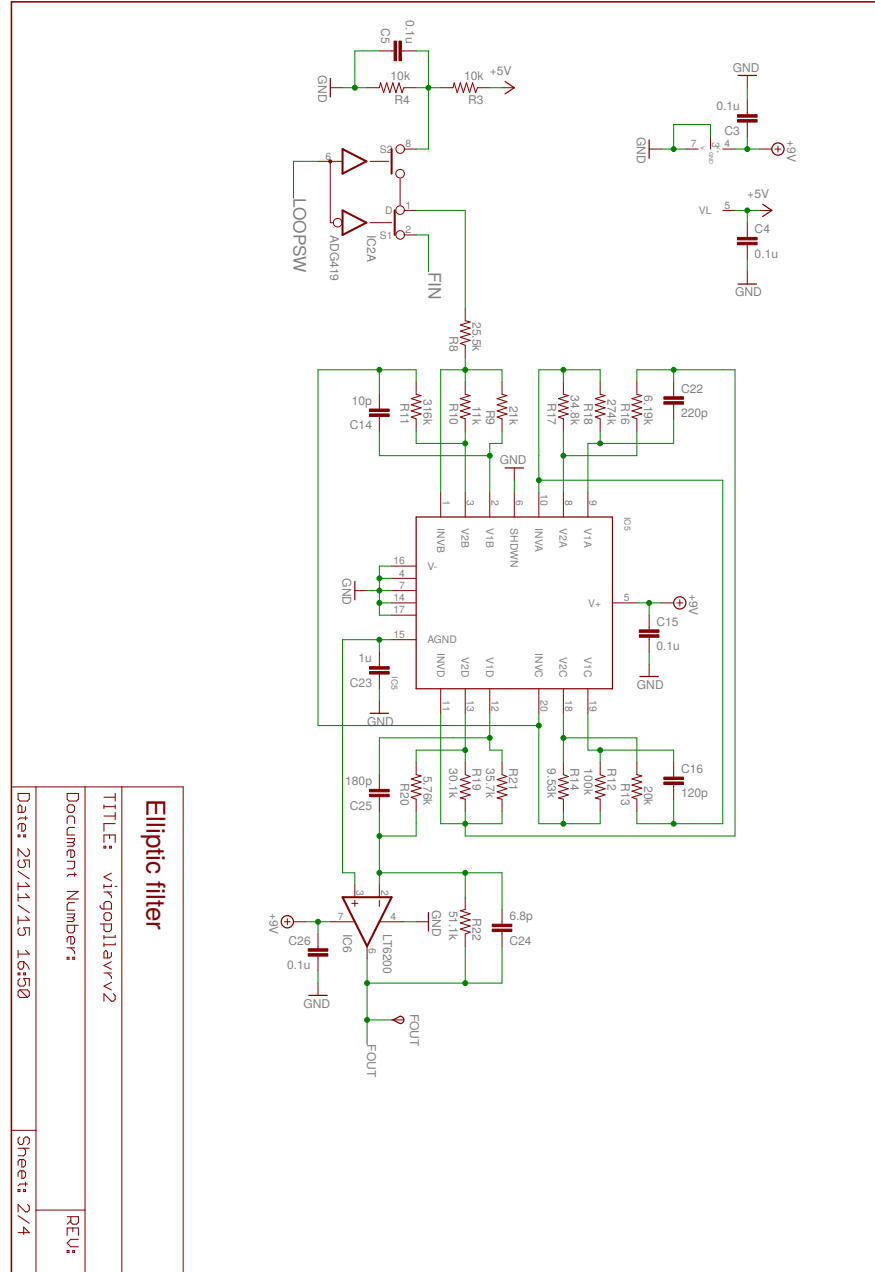 C5
0.1u
GND
10k
R4
10k
R3
+5V
LOOPSW
6
S2
8
D
1
S1
2
ADG419
IC2A
FIN
GND
0.1u
C3
GND
7
4
+9V
VL
5
+5V
C4
0.1u
GND
25.5k
R8
10p
C14
316k
R11
11k
R10
21k
R9
34.8k
R17
274k
R18
6.19k
R16
C22
220p
GND
1
3
2
6
10
8
9
INVB
V2B
V1B
SHDWN
INVA
V2A
V1A
IC5
GND
16
4
7
14
17
15
V-
AGND
V+
5
+9V
C15
0.1u
GND
INVD
V2D
V1D
INVC
V2C
V1C
11
13
12
20
18
19
1u
C23
IC5
GND
180p
C25
5.76k
R20
30.1k
R19
35.7k
R21
9.53k
R14
100k
R12
20k
R13
C16
120p
3
2
+
-
7
4
6
IC6
LT6200
GND
+9V
C26
0.1u
GND
51.1k
R22
6.8p
C24
FOUT
FOUT
Elliptic filter
TITLE: virgopllavrv2
Document Number:
REV:
Date: 25/11/15 16:50
Sheet: 2/4